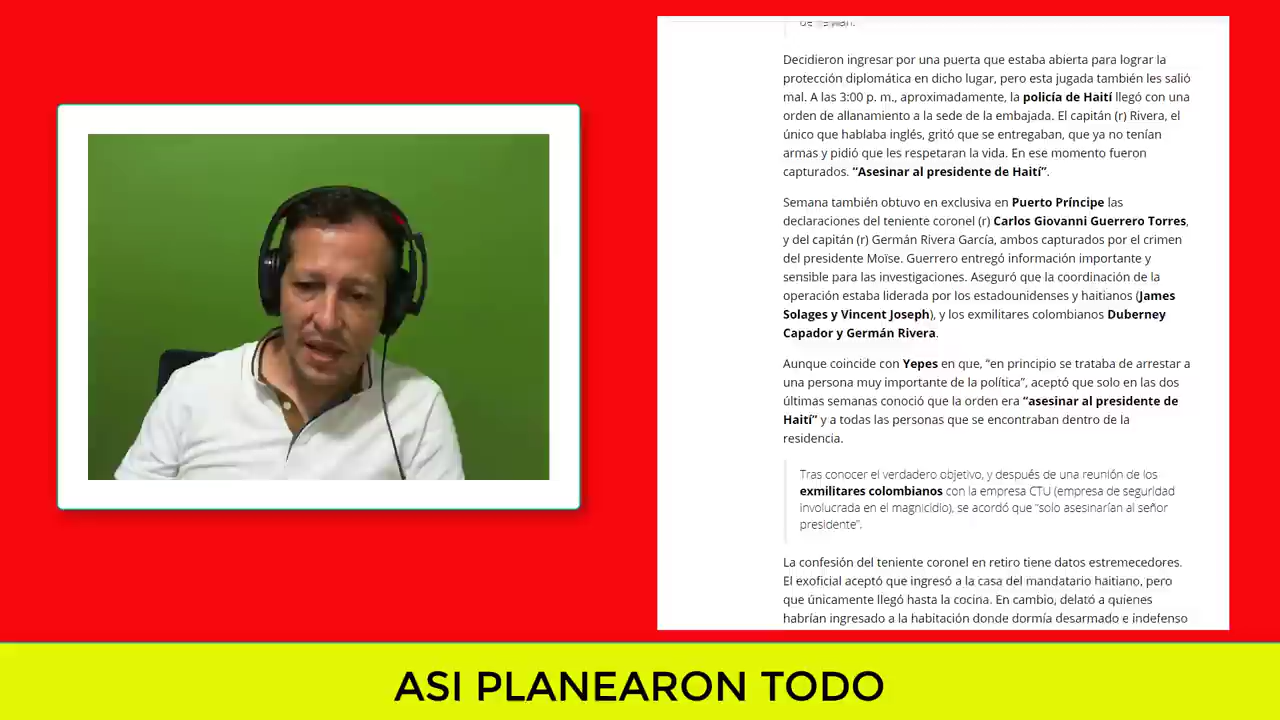 Decidieron ingresar por una puerta que estaba abierta para lograr la
protección diplomática en dicho lugar, pero esta jugada también les salió
mal. A las 3:00 p. m., aproximadamente, la policía de Haití llegó con una
orden de allanamiento a la sede de la embajada. El capitán (r) Rivera, el
único que hablaba inglés, gritó que se entregaban, que ya no tenían
armas y pidió que les respetaran la vida. En ese momento fueron
capturados. “Asesinar al presidente de Haití”.
Semana también obtuvo en exclusiva en Puerto Príncipe las
declaraciones del teniente coronel (r) Carlos Giovanni Guerrero Torres,
y del capitán (r) Germán Rivera García, ambos capturados por el crimen
del presidente Moïse. Guerrero entregó información importante y
sensible para las investigaciones. Aseguró que la coordinación de la
operación estaba liderada por los estadounidenses y haitianos (James
Solages y Vincent Joseph), y los exmilitares colombianos Duberney
Capador y Germán Rivera.
Aunque coincide con Yepes en que, “en principio se trataba de arrestar a
una persona muy importante de la política”, aceptó que solo en las dos
últimas semanas conoció que la orden era “asesinar al presidente de
Haití” y a todas las personas que se encontraban dentro de la
residencia.
Tras conocer el verdadero objetivo, y después de una reunión de los
exmilitares colombianos con la empresa CTU (empresa de seguridad
involucrada en el magnicidio), se acordó que “solo asesinarían al señor
presidente”.
La confesión del teniente coronel en retiro tiene datos estremecedores.
El exoficial aceptó que ingresó a la casa del mandatario haitiano, pero
que únicamente llegó hasta la cocina. En cambio, delató a quienes
habrían ingresado a la habitación donde dormía desarmado e indefenso
ASI PLANEARON TODO